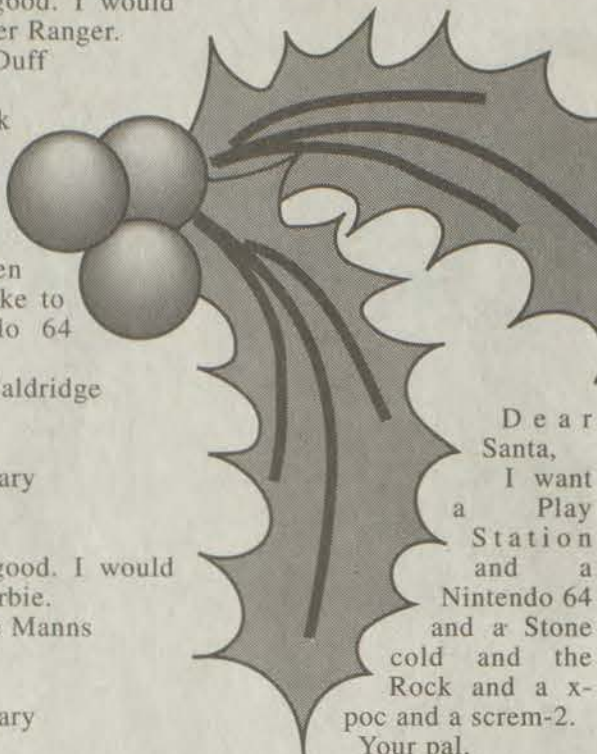 good. I would
er Ranger.
Duff
k
en
ke to
lo 64
aldridge
ary
good. I would
rbie.
Manns
ary
Dear
Santa,
I want
a Play
Station
and a
Nintendo 64
and a Stone
cold and the
Rock and a x-
poc and a screm-2.
Your pal,